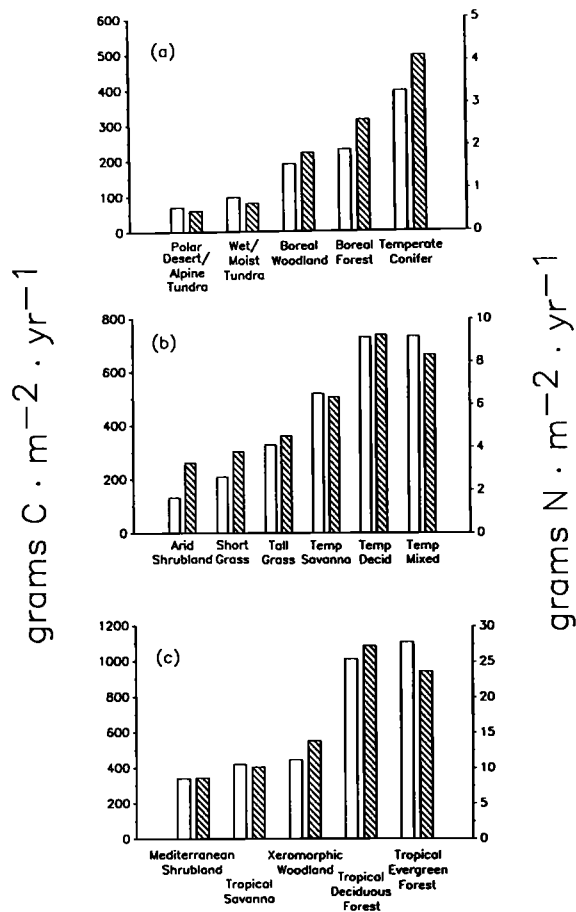 grams C · m−2 · yr−1
(a)
600
500
400
300
200
100
0
5
4
3
2
1
0
Polar Desert/ Alpine Tundra
Wet/ Moist Tundra
Boreal Woodland
Boreal Forest
Temperate Conifer
(b)
800
600
400
200
0
10
8
6
4
2
0
Arid Shrubland
Short Grass
Tall Grass
Temp Savanna
Temp Decid
Temp Mixed
(c)
1200
1000
800
600
400
200
0
30
25
20
15
10
5
0
Mediterranean Shrubland
Tropical Savanna
Xeromorphic Woodland
Tropical Deciduous Forest
Tropical Evergreen Forest
grams N · m−2 · yr−1